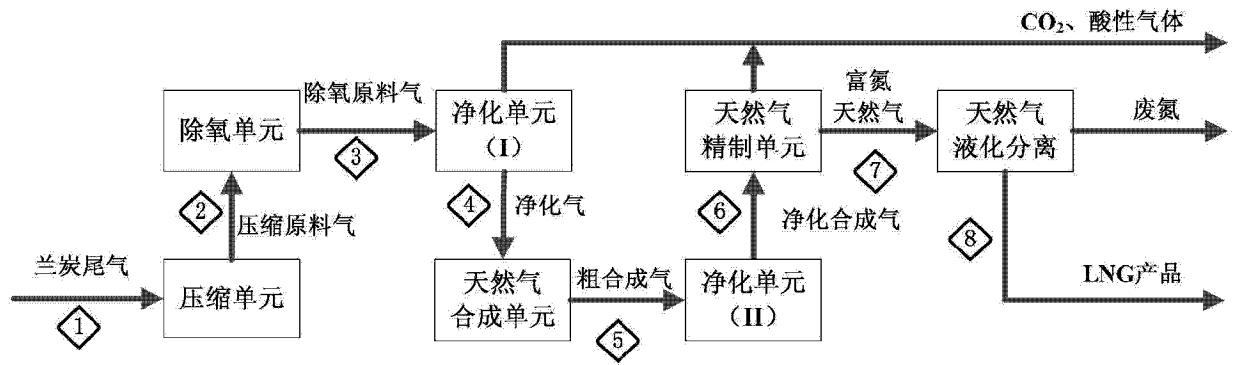 CO₂、酸性气体
除氧原料气
富氮
天然气
除氧单元
净化单元
(I)
天然气
精制单元
天然气
液化分离
废氮
3
7
2
4
净化气
6
净化合成气
8
压缩原料气
兰炭尾气
压缩单元
天然气
合成单元
粗合成气
净化单元
(II)
LNG产品
1
5